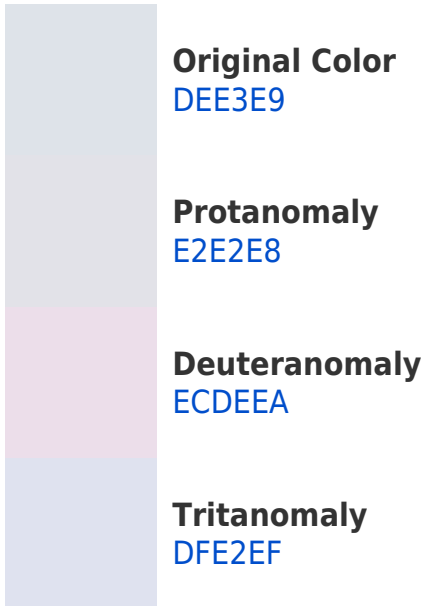 Original Color
DEE3E9
Protanomaly
E2E2E8
Deuteranomaly
ECDEEA
Tritanomaly
DFE2EF